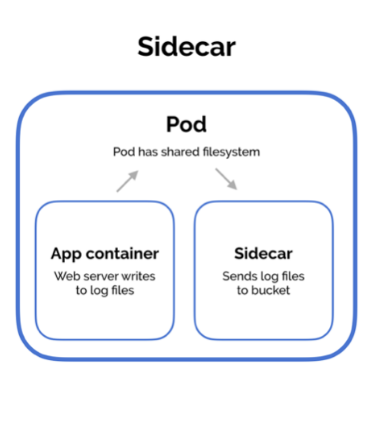 Sidecar
Pod
Pod has shared filesystem
App container
Web server writes
to log files
Sidecar
Sends log files
to bucket